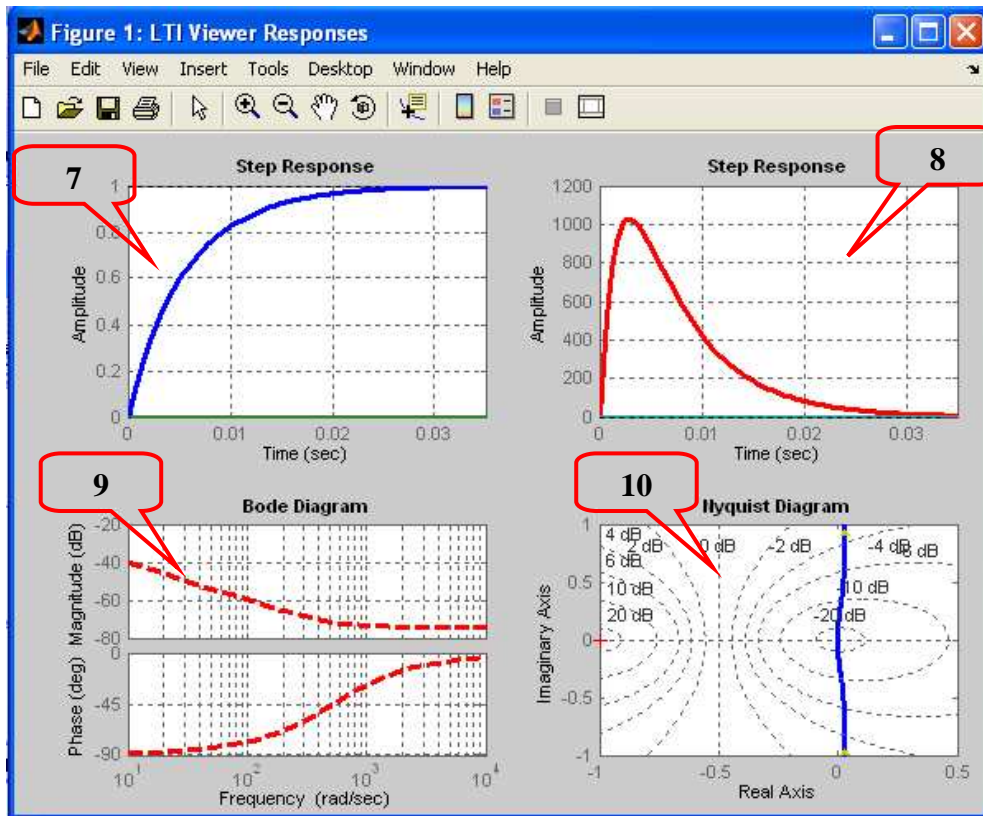 Figure 1: LTI Viewer Responses
File Edit View Insert Tools Desktop Window Help
7
8
Step Response
Step Response
Amplitude
1
0.8
0.6
0.4
0.2
0
0 0.01 0.02 0.03
Time (sec)
Amplitude
1200
1000
800
600
400
200
0
0 0.01 0.02 0.03
Time (sec)
9
10
Bode Diagram
Nyquist Diagram
Magnitude (dB)
-20
-40
-60
-80
Phase (deg)
0
-45
-90
10^1 10^2 10^3 10^4
Frequency (rad/sec)
Imaginary Axis
1
0.5
0
-0.5
-1
4 dB 2 dB 0 dB -2 dB -4 dB
6 dB
10 dB -10 dB
20 dB -20 dB
-1 -0.5 0 0.5
Real Axis